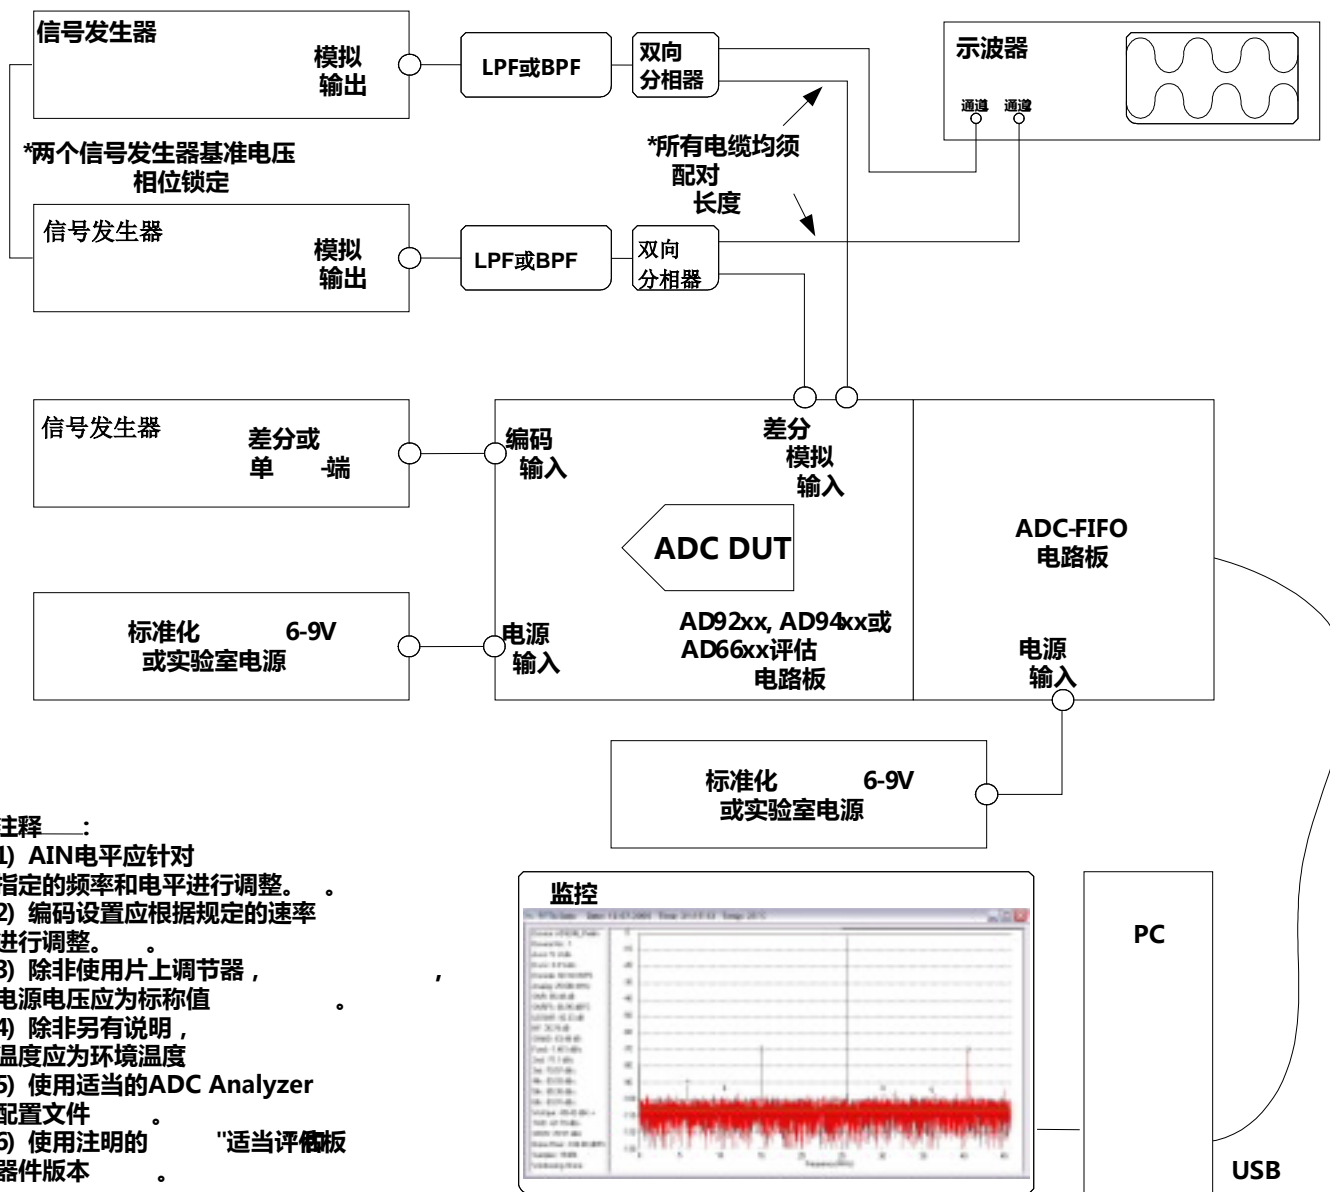 信号发生器
模拟
输出
LPF或BPF
双向
分相器
示波器
通道1
通道2
*两个信号发生器基准电压
相位锁定
*所有电缆均须
配对
长度
信号发生器
模拟
输出
LPF或BPF
双向
分相器
信号发生器
差分或
单 -端
编码
输入
差分
模拟
输入
ADC DUT
ADC-FIFO
电路板
标准化 6-9V
或实验室电源
电源
输入
AD92xx, AD94xx或
AD66xx评估
电路板
电源
输入
标准化 6-9V
或实验室电源
注释 :
1) AIN电平应针对
指定的频率和电平进行调整。 。
2) 编码设置应根据规定的速率
进行调整。 。
3) 除非使用片上调节器， ，
电源电压应为标称值 。
4) 除非另有说明，
温度应为环境温度
5) 使用适当的ADC Analyzer
配置文件 。
6) 使用注明的 "适当评估板
器件版本 。
监控
PC
USB